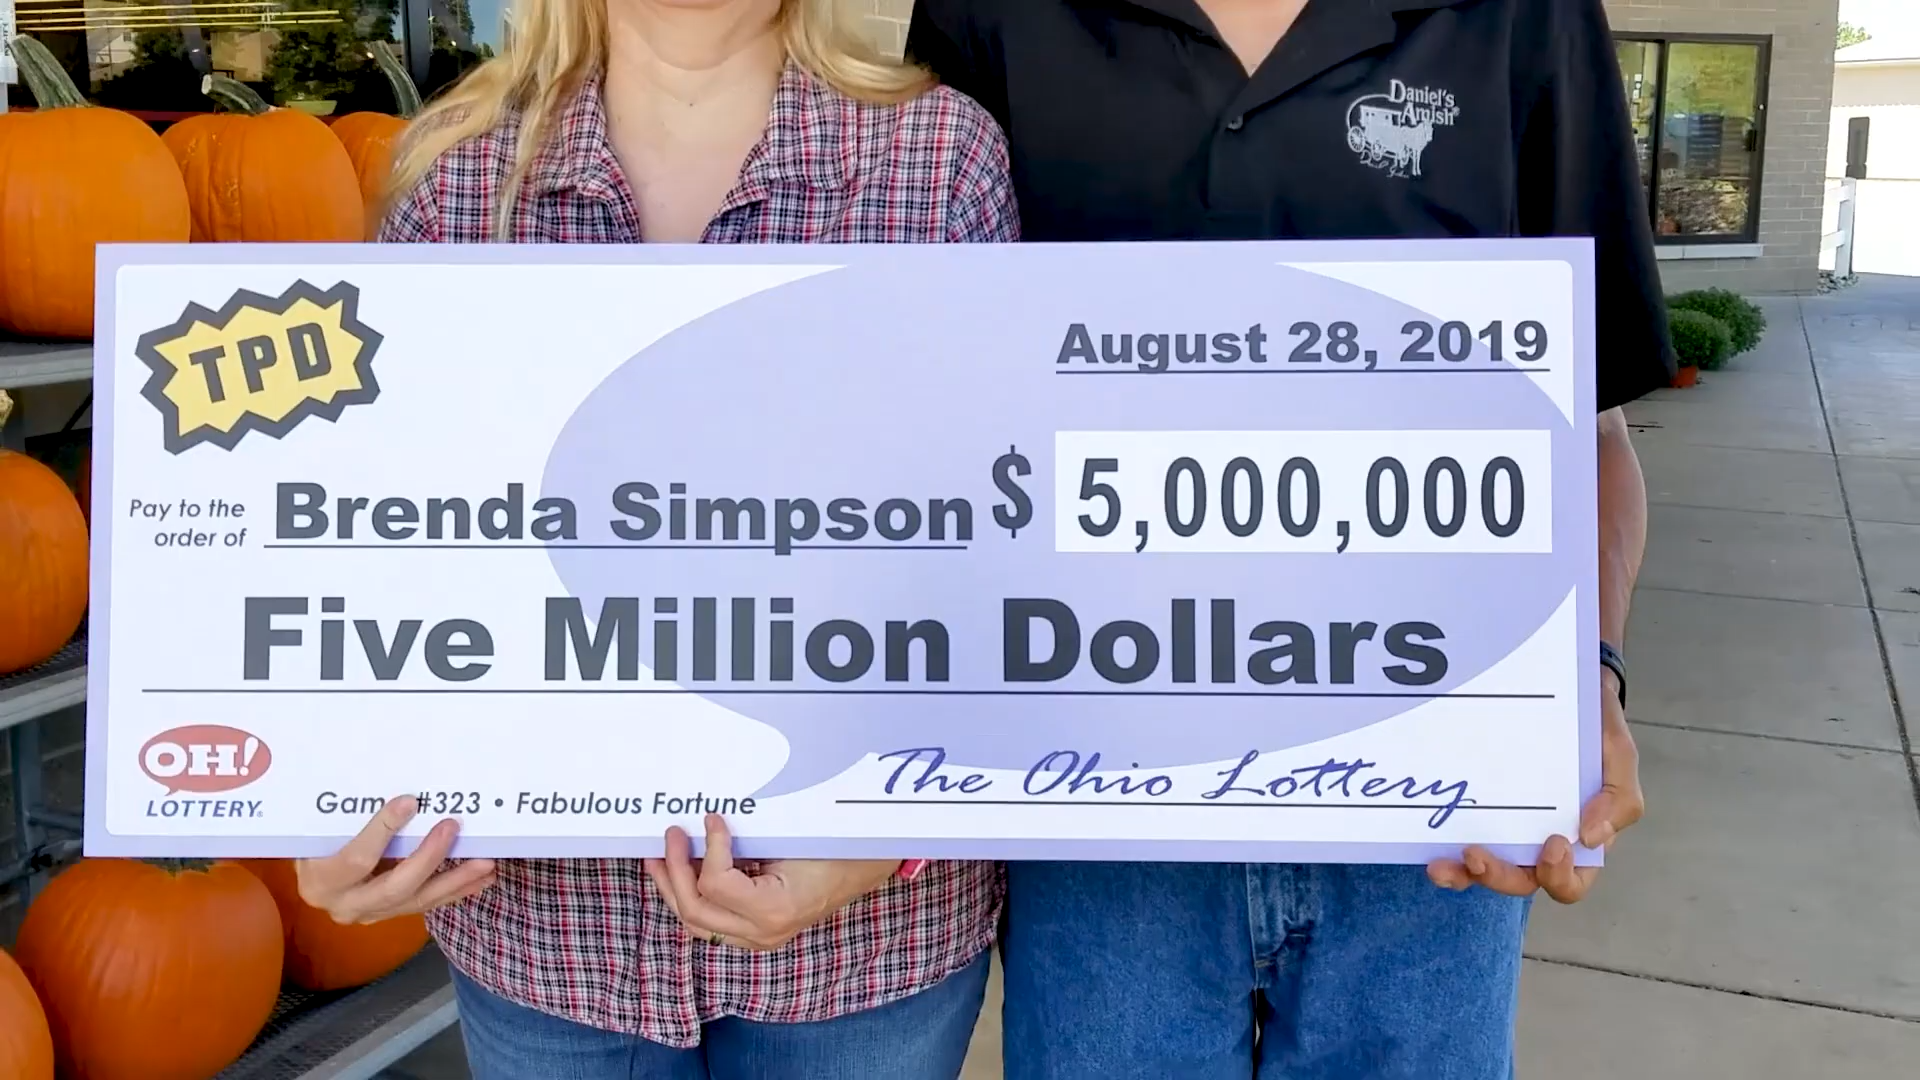 Daniel's
Amish®
TPD
August 28, 2019
Pay to the
order of
Brenda Simpson $ 5,000,000
Five Million Dollars
OH!
LOTTERY
Game #323 • Fabulous Fortune
The Ohio Lottery